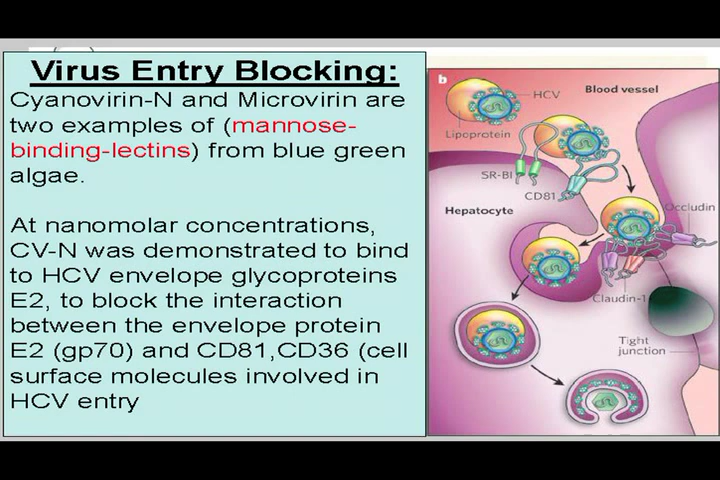 Virus Entry Blocking:
Cyanovirin-N and Microvirin are
two examples of (mannose-
binding-lectins) from blue green
algae.
At nanomolar concentrations,
CV-N was demonstrated to bind
to HCV envelope glycoproteins
E2, to block the interaction
between the envelope protein
E2 (gp70) and CD81,CD36 (cell
surface molecules involved in
HCV entry
b
HCV
Blood vessel
Lipoprotein
SR-BI
CD81
Hepatocyte
Occludin
Claudin-1
Tight
junction